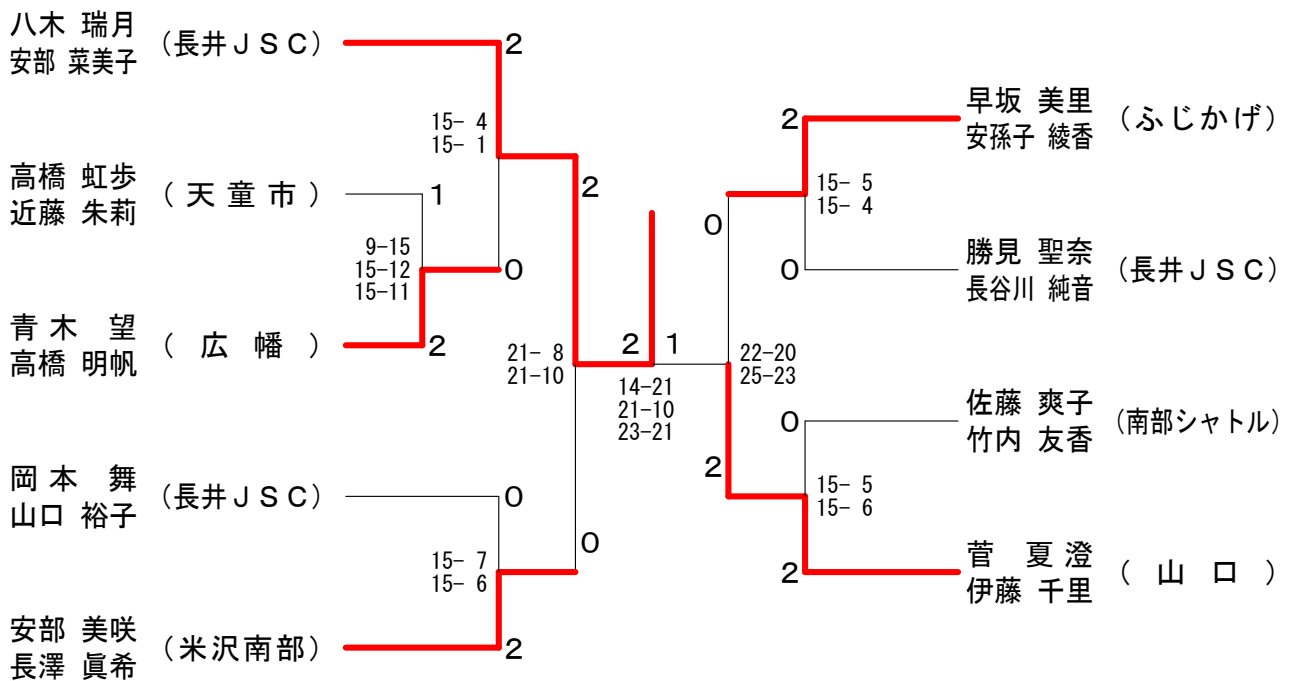 八木 瑞月
安部 菜美子
(長井ＪＳＣ)
2
15- 4
15- 1
高橋 虹歩
近藤 朱莉
( 天 童 市 )
1
9-15
15-12
15-11
0
青 木 望
高橋 明帆
( 広 幡 )
2
2
21- 8
21-10
岡 本 舞
山口 裕子
(長井ＪＳＣ)
0
15- 7
15- 6
0
安部 美咲
長澤 眞希
(米沢南部)
2
2
1
14-21
21-10
23-21
早坂 美里
安孫子 綾香
(ふじかげ)
2
15- 5
15- 4
0
勝見 聖奈
長谷川 純音
(長井ＪＳＣ)
0
22-20
25-23
佐藤 爽子
竹内 友香
(南部シャトル)
0
2
15- 5
15- 6
菅 夏澄
伊藤 千里
( 山 口 )
2